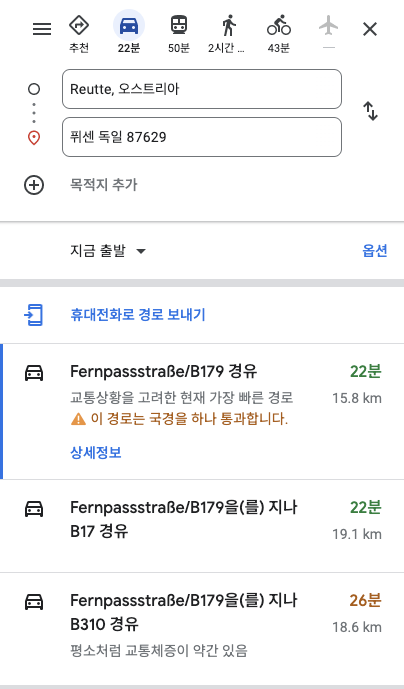 추천
22분
50분
2시간 ...
43분
—
Reutte, 오스트리아
퓌센 독일 87629
목적지 추가
지금 출발
옵션
휴대전화로 경로 보내기
Fernpassstraße/B179 경유
22분
교통상황을 고려한 현재 가장 빠른 경로
15.8 km
이 경로는 국경을 하나 통과합니다.
상세정보
Fernpassstraße/B179을(를) 지나
22분
B17 경유
19.1 km
Fernpassstraße/B179을(를) 지나
26분
B310 경유
18.6 km
평소처럼 교통체증이 약간 있음